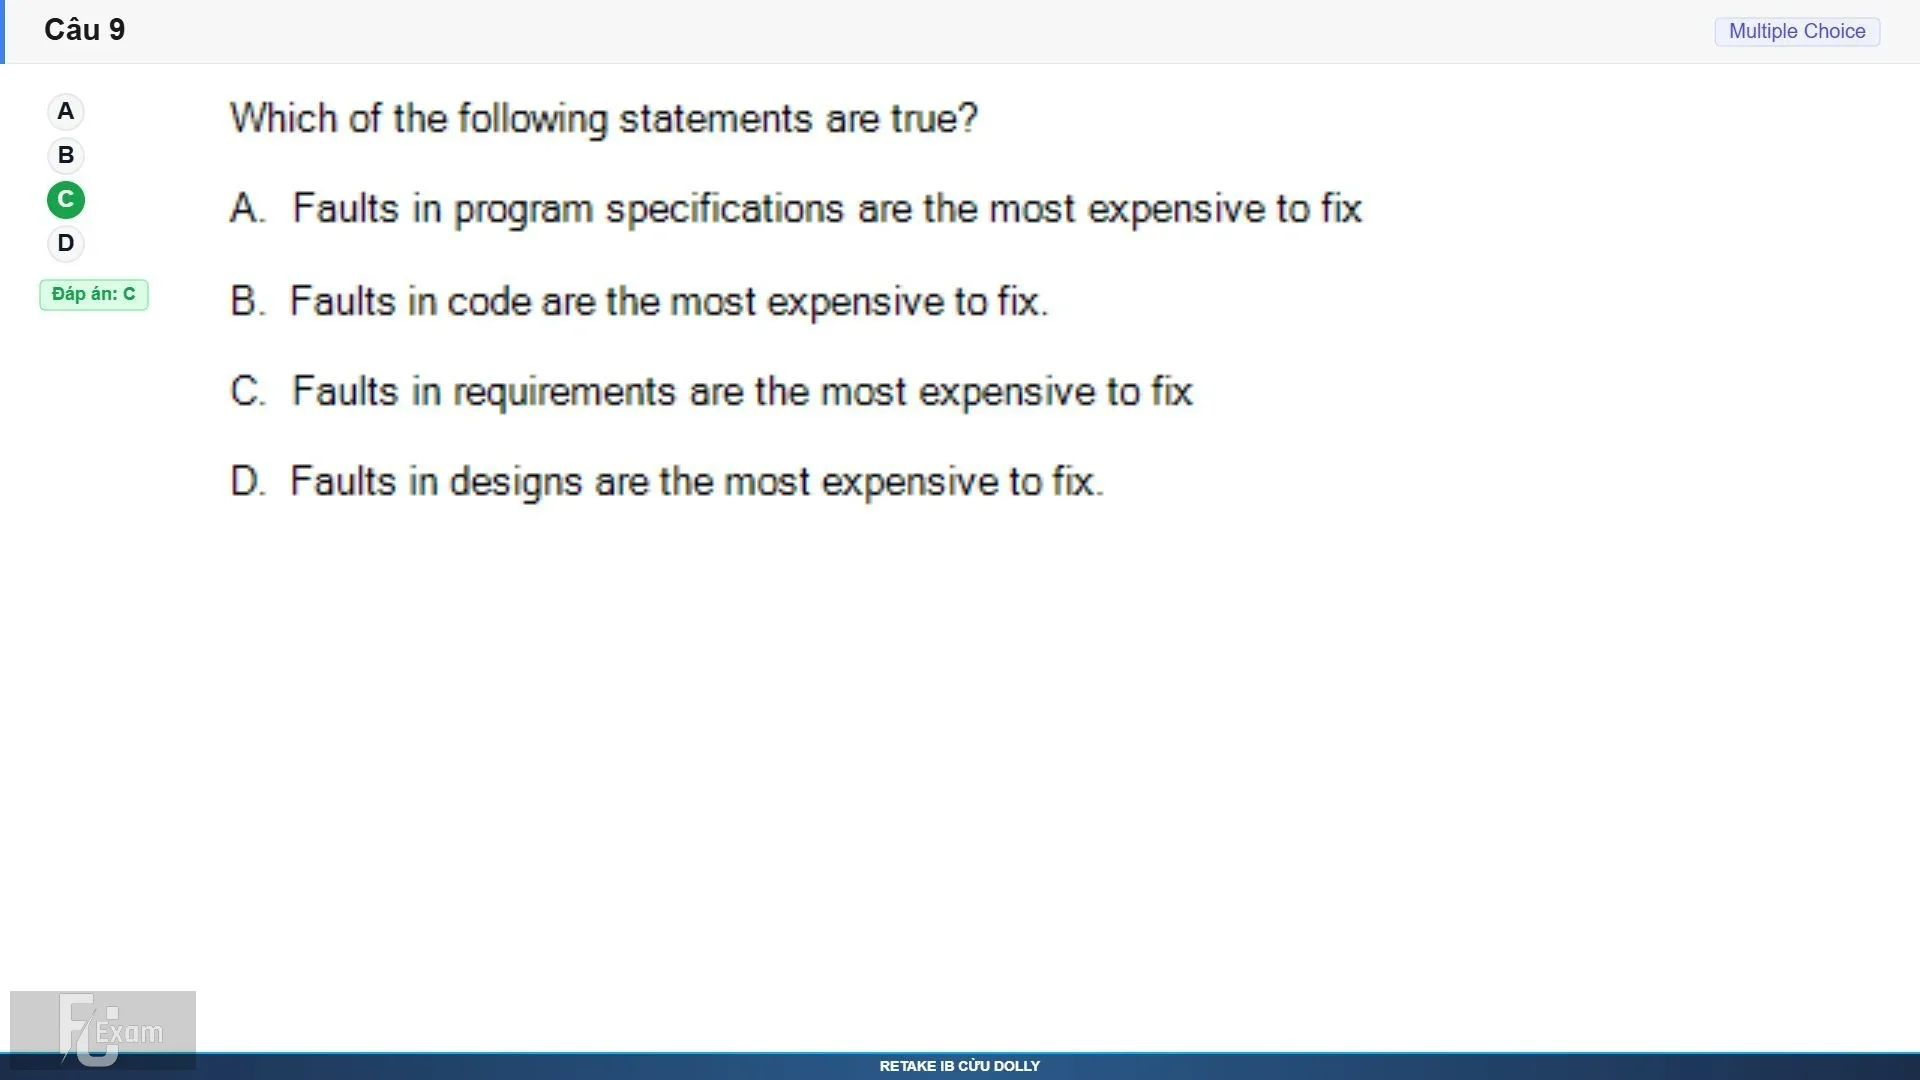 Câu 9
Multiple Choice
A
B
C
D
Đáp án: C
Which of the following statements are true?
A. Faults in program specifications are the most expensive to fix
B. Faults in code are the most expensive to fix.
C. Faults in requirements are the most expensive to fix
D. Faults in designs are the most expensive to fix.
FU Exam
RETAKE IB CỪU DOLLY